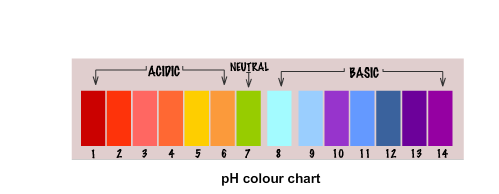 ACIDIC NEUTRAL BASIC
1 2 3 4 5 6 7 8 9 10 11 12 13 14
pH colour chart